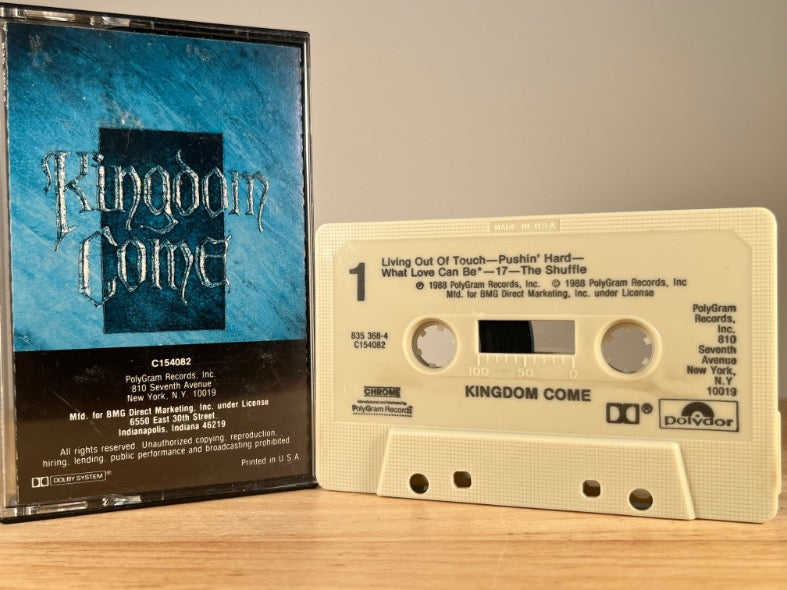 Kingdom
Come
C154082
PolyGram Records, Inc.
810 Seventh Avenue
New York, N.Y. 10019
Mfd. for BMG Direct Marketing, Inc. under License
6550 East 30th Street
Indianapolis, Indiana 46219
All rights reserved. Unauthorized copying, reproduction,
hiring, lending, public performance and broadcasting prohibited
DOLBY SYSTEM®
Printed in U.S.A.
MADE IN U.S.A.
1
Living Out Of Touch—Pushin' Hard—
What Love Can Be*—17—The Shuffle
℗ 1988 PolyGram Records, Inc. © 1988 PolyGram Records, Inc
Mfd. for BMG Direct Marketing, Inc. under License
835 368-4
C154082
PolyGram
Records,
Inc.
810
Seventh
Avenue
New York,
N.Y
10019
100 50 0
CHROME
PolyGram Records
KINGDOM COME
®
polydor